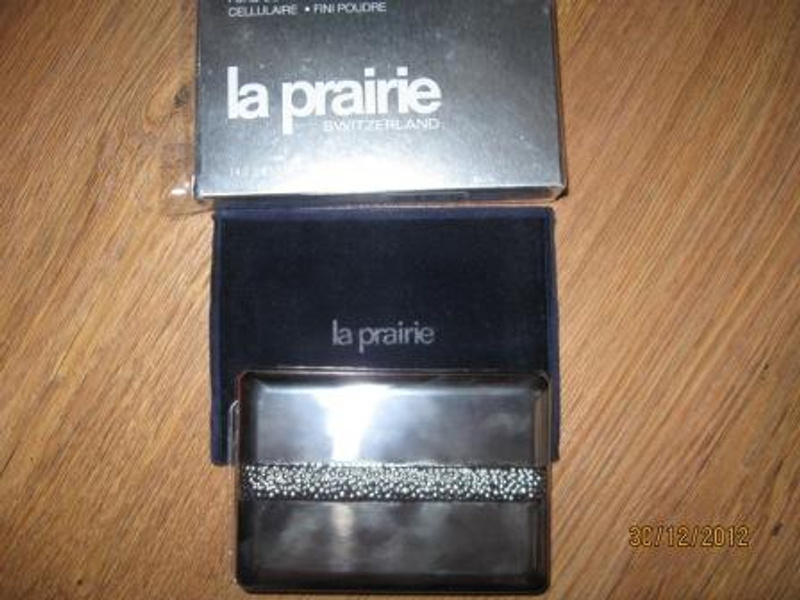 CELLULAIRE • FINI POUDRE
la prairie
SWITZERLAND
la prairie
30/12/2012